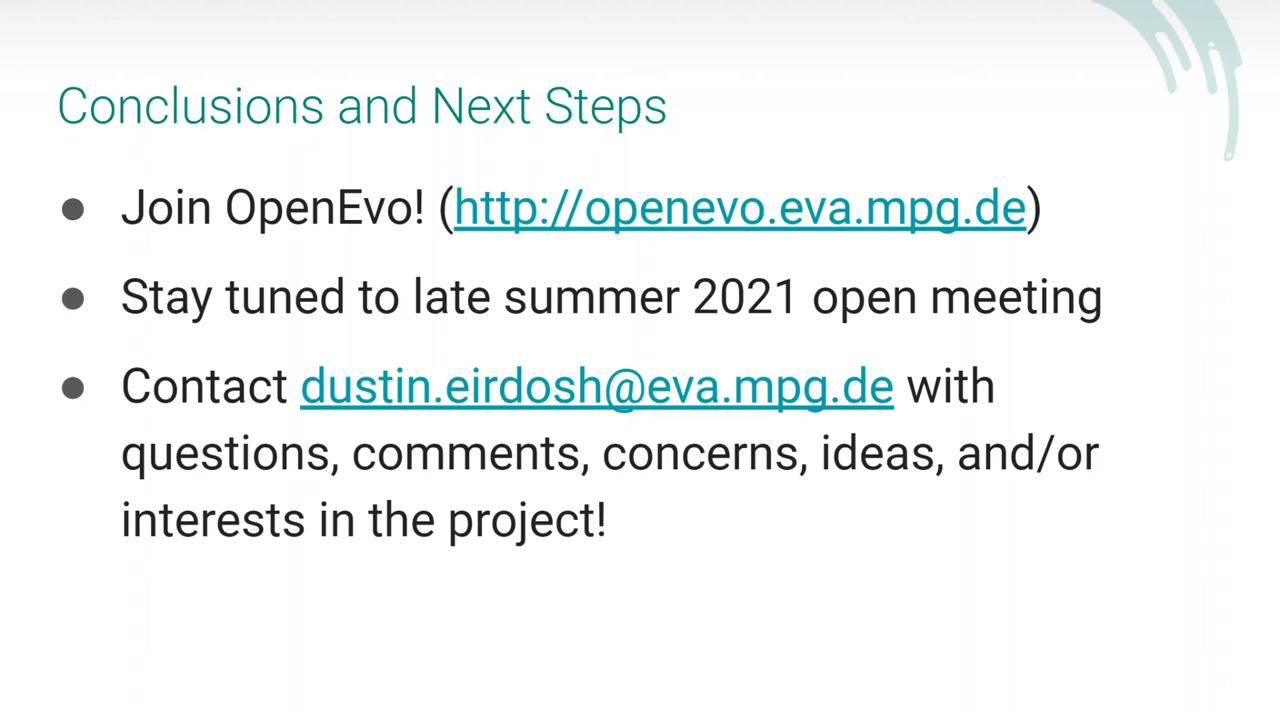 Conclusions and Next Steps
● Join OpenEvo! (http://openevo.eva.mpg.de)
● Stay tuned to late summer 2021 open meeting
● Contact dustin.eirdosh@eva.mpg.de with
questions, comments, concerns, ideas, and/or
interests in the project!